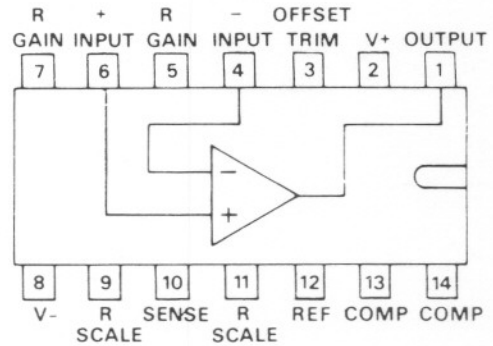 R + R - OFFSET
GAIN INPUT GAIN INPUT TRIM V+ OUTPUT
7 6 5 4 3 2 1
-
+
8 9 10 11 12 13 14
V- R SENSE R REF COMP COMP
SCALE SCALE